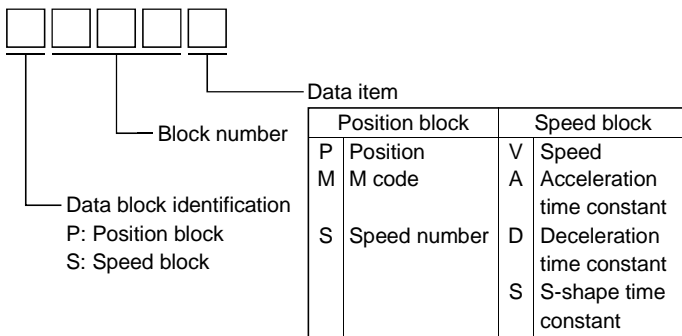 Data item
Block number
Data block identification
P: Position block
S: Speed block
Position block Speed block
P Position V Speed
M M code A Acceleration
time constant
S Speed number D Deceleration
time constant
S S-shape time
constant